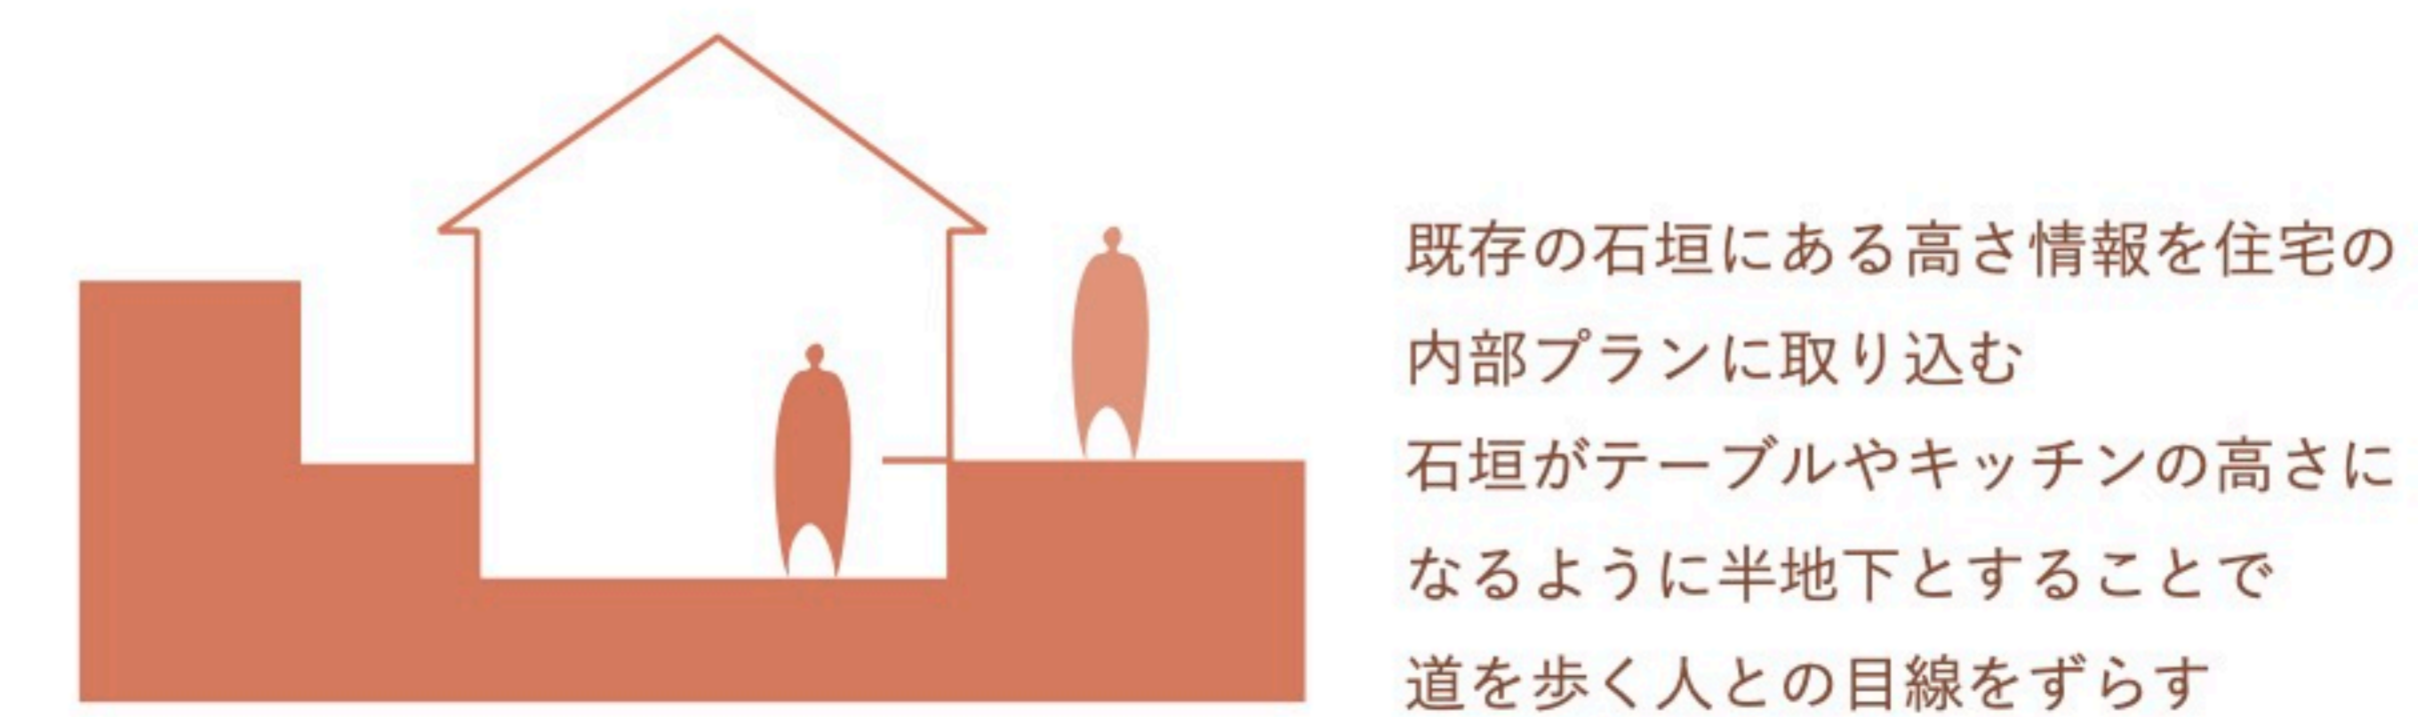 既存の石垣にある高さ情報を住宅の
内部プランに取り込む
石垣がテーブルやキッチンの高さに
なるように半地下とすることで
道を歩く人との目線をずらす